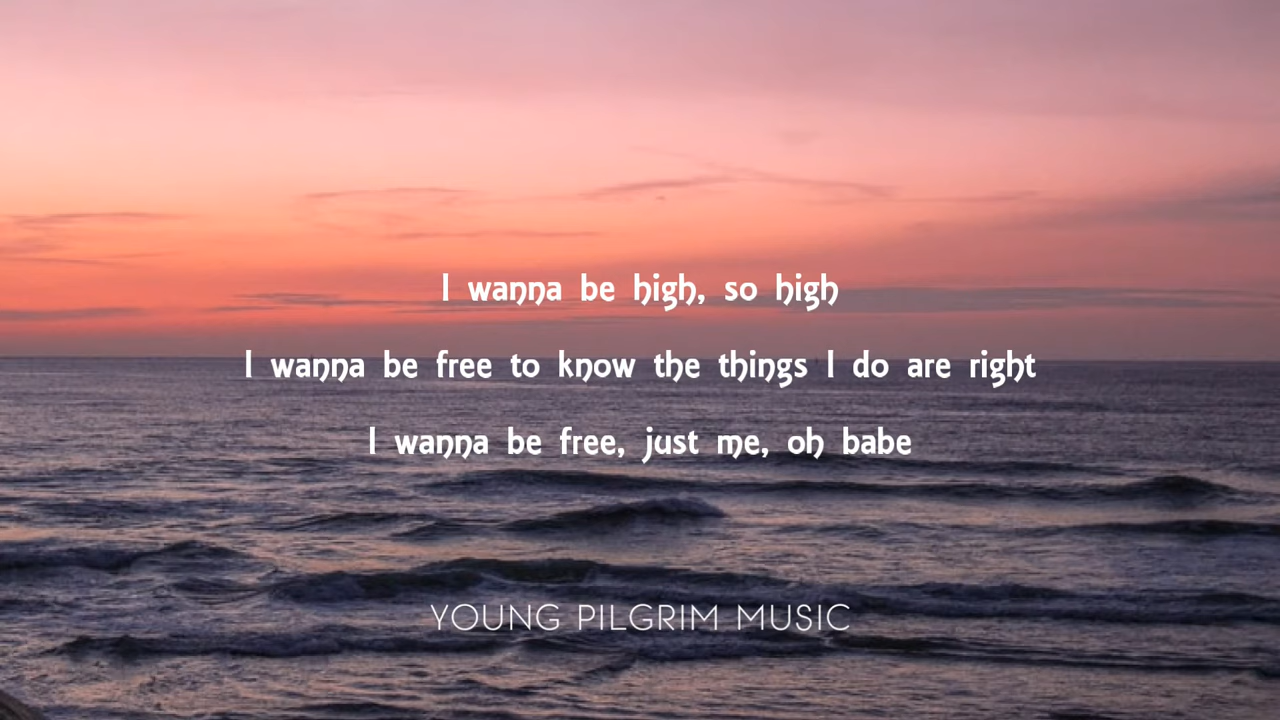 I wanna be high, so high
I wanna be free to know the things I do are right
I wanna be free, just me, oh babe
YOUNG PILGRIM MUSIC